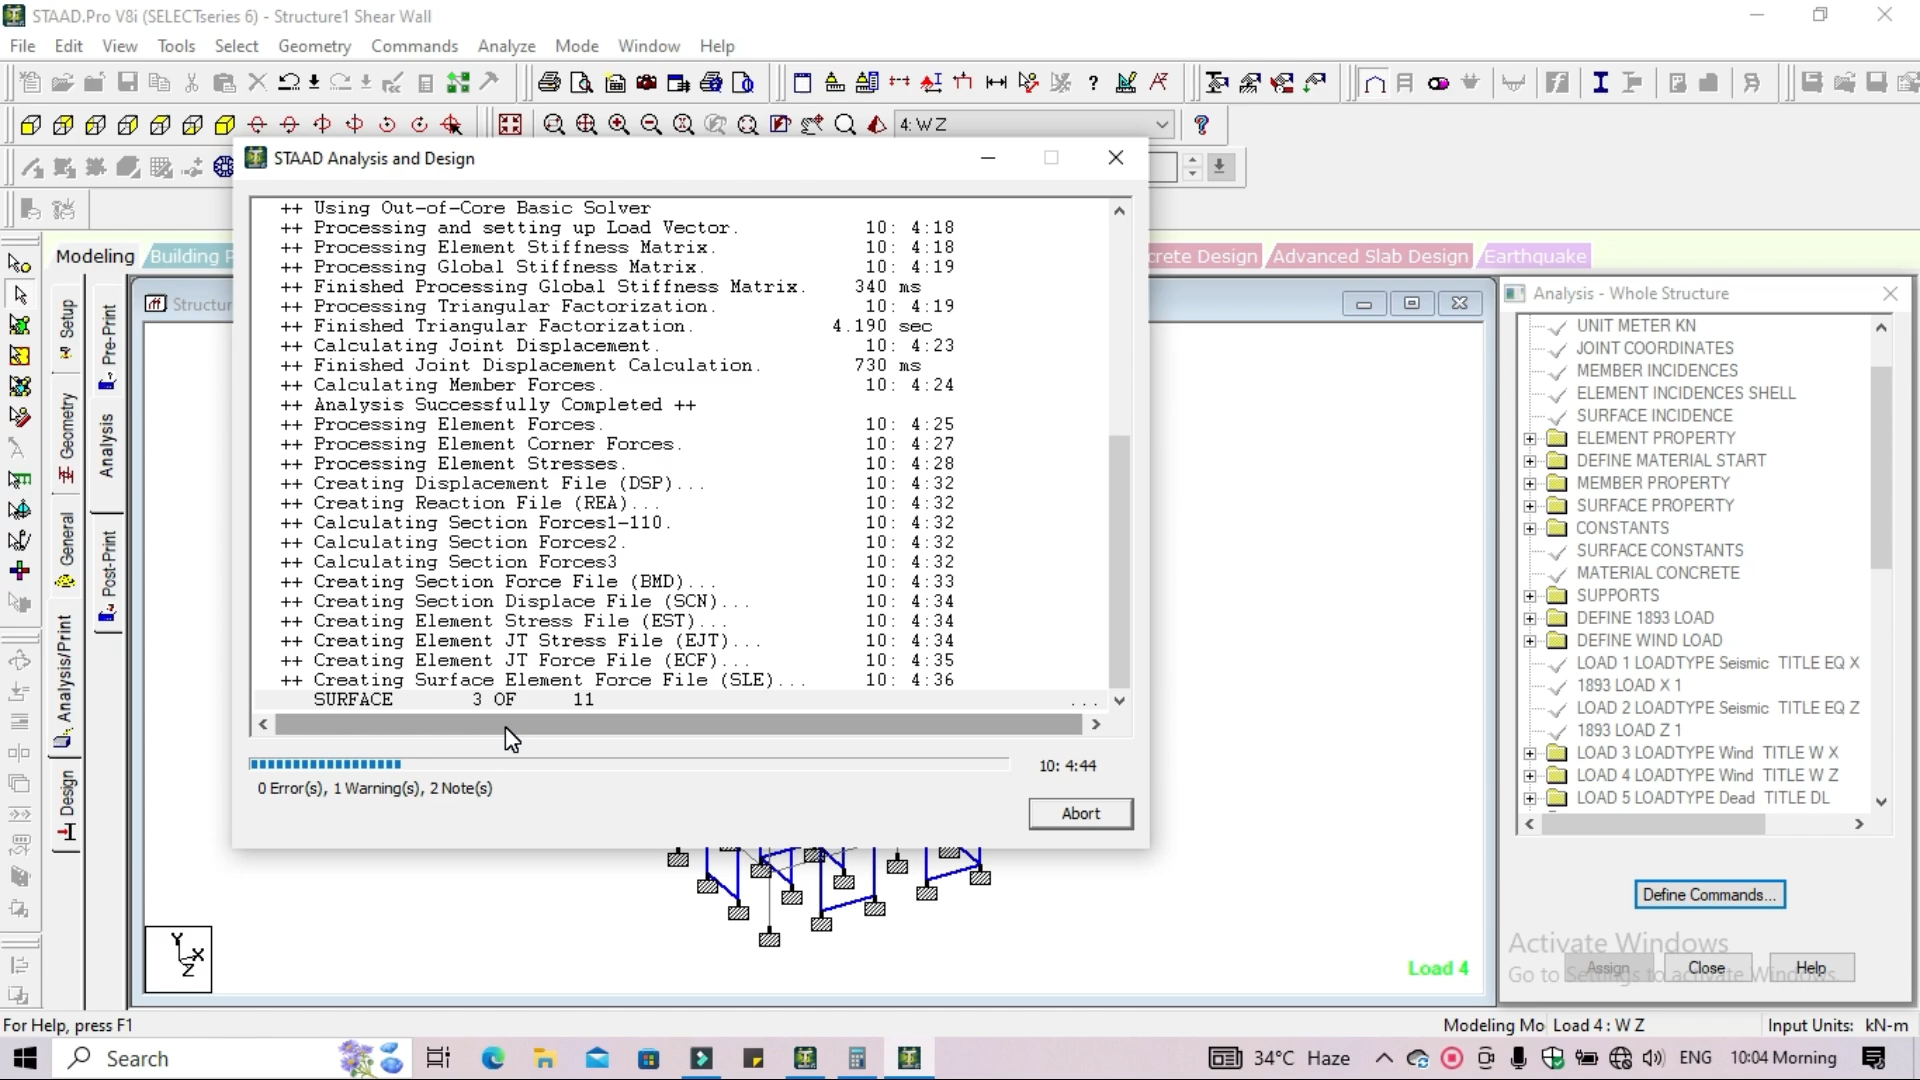 STAAD.Pro V8i (SELECTseries 6) - Structure1 Shear Wall
File Edit View Tools Select Geometry Commands Analyze Mode Window Help
4: W Z
STAAD Analysis and Design
++ Using Out-of-Core Basic Solver
++ Processing and setting up Load Vector. 10: 4:18
++ Processing Element Stiffness Matrix. 10: 4:18
++ Processing Global Stiffness Matrix. 10: 4:19
++ Finished Processing Global Stiffness Matrix. 340 ms
++ Processing Triangular Factorization. 10: 4:19
++ Finished Triangular Factorization. 4.190 sec
++ Calculating Joint Displacement. 10: 4:23
++ Finished Joint Displacement Calculation. 730 ms
++ Calculating Member Forces. 10: 4:24
++ Analysis Successfully Completed ++
++ Processing Element Forces. 10: 4:25
++ Processing Element Corner Forces. 10: 4:27
++ Processing Element Stresses. 10: 4:28
++ Creating Displacement File (DSP)... 10: 4:32
++ Creating Reaction File (REA)... 10: 4:32
++ Calculating Section Forces1-110. 10: 4:32
++ Calculating Section Forces2. 10: 4:32
++ Calculating Section Forces3 10: 4:32
++ Creating Section Force File (BMD)... 10: 4:33
++ Creating Section Displace File (SCN)... 10: 4:34
++ Creating Element Stress File (EST)... 10: 4:34
++ Creating Element JT Stress File (EJT)... 10: 4:34
++ Creating Element JT Force File (ECF)... 10: 4:35
++ Creating Surface Element Force File (SLE)... 10: 4:36
SURFACE 3 OF 11 ...
10: 4:44
0 Error(s), 1 Warning(s), 2 Note(s)
Abort
Modeling
Building P
crete Design
Advanced Slab Design
Earthquake
Structur
Setup
Geometry
General
Analysis/Print
Design
Pre-Print
Analysis
Post-Print
Analysis - Whole Structure
UNIT METER KN
JOINT COORDINATES
MEMBER INCIDENCES
ELEMENT INCIDENCES SHELL
SURFACE INCIDENCE
ELEMENT PROPERTY
DEFINE MATERIAL START
MEMBER PROPERTY
SURFACE PROPERTY
CONSTANTS
SURFACE CONSTANTS
MATERIAL CONCRETE
SUPPORTS
DEFINE 1893 LOAD
DEFINE WIND LOAD
LOAD 1 LOADTYPE Seismic TITLE EQ X
1893 LOAD X 1
LOAD 2 LOADTYPE Seismic TITLE EQ Z
1893 LOAD Z 1
LOAD 3 LOADTYPE Wind TITLE W X
LOAD 4 LOADTYPE Wind TITLE W Z
LOAD 5 LOADTYPE Dead TITLE DL
Define Commands...
Activate Windows
Go to Settings to activate Windows.
Assign Close Help
Y
X
Z
Load 4
For Help, press F1
Modeling Mo Load 4 : W Z Input Units: kN-m
Search
34°C Haze
ENG
10:04 Morning